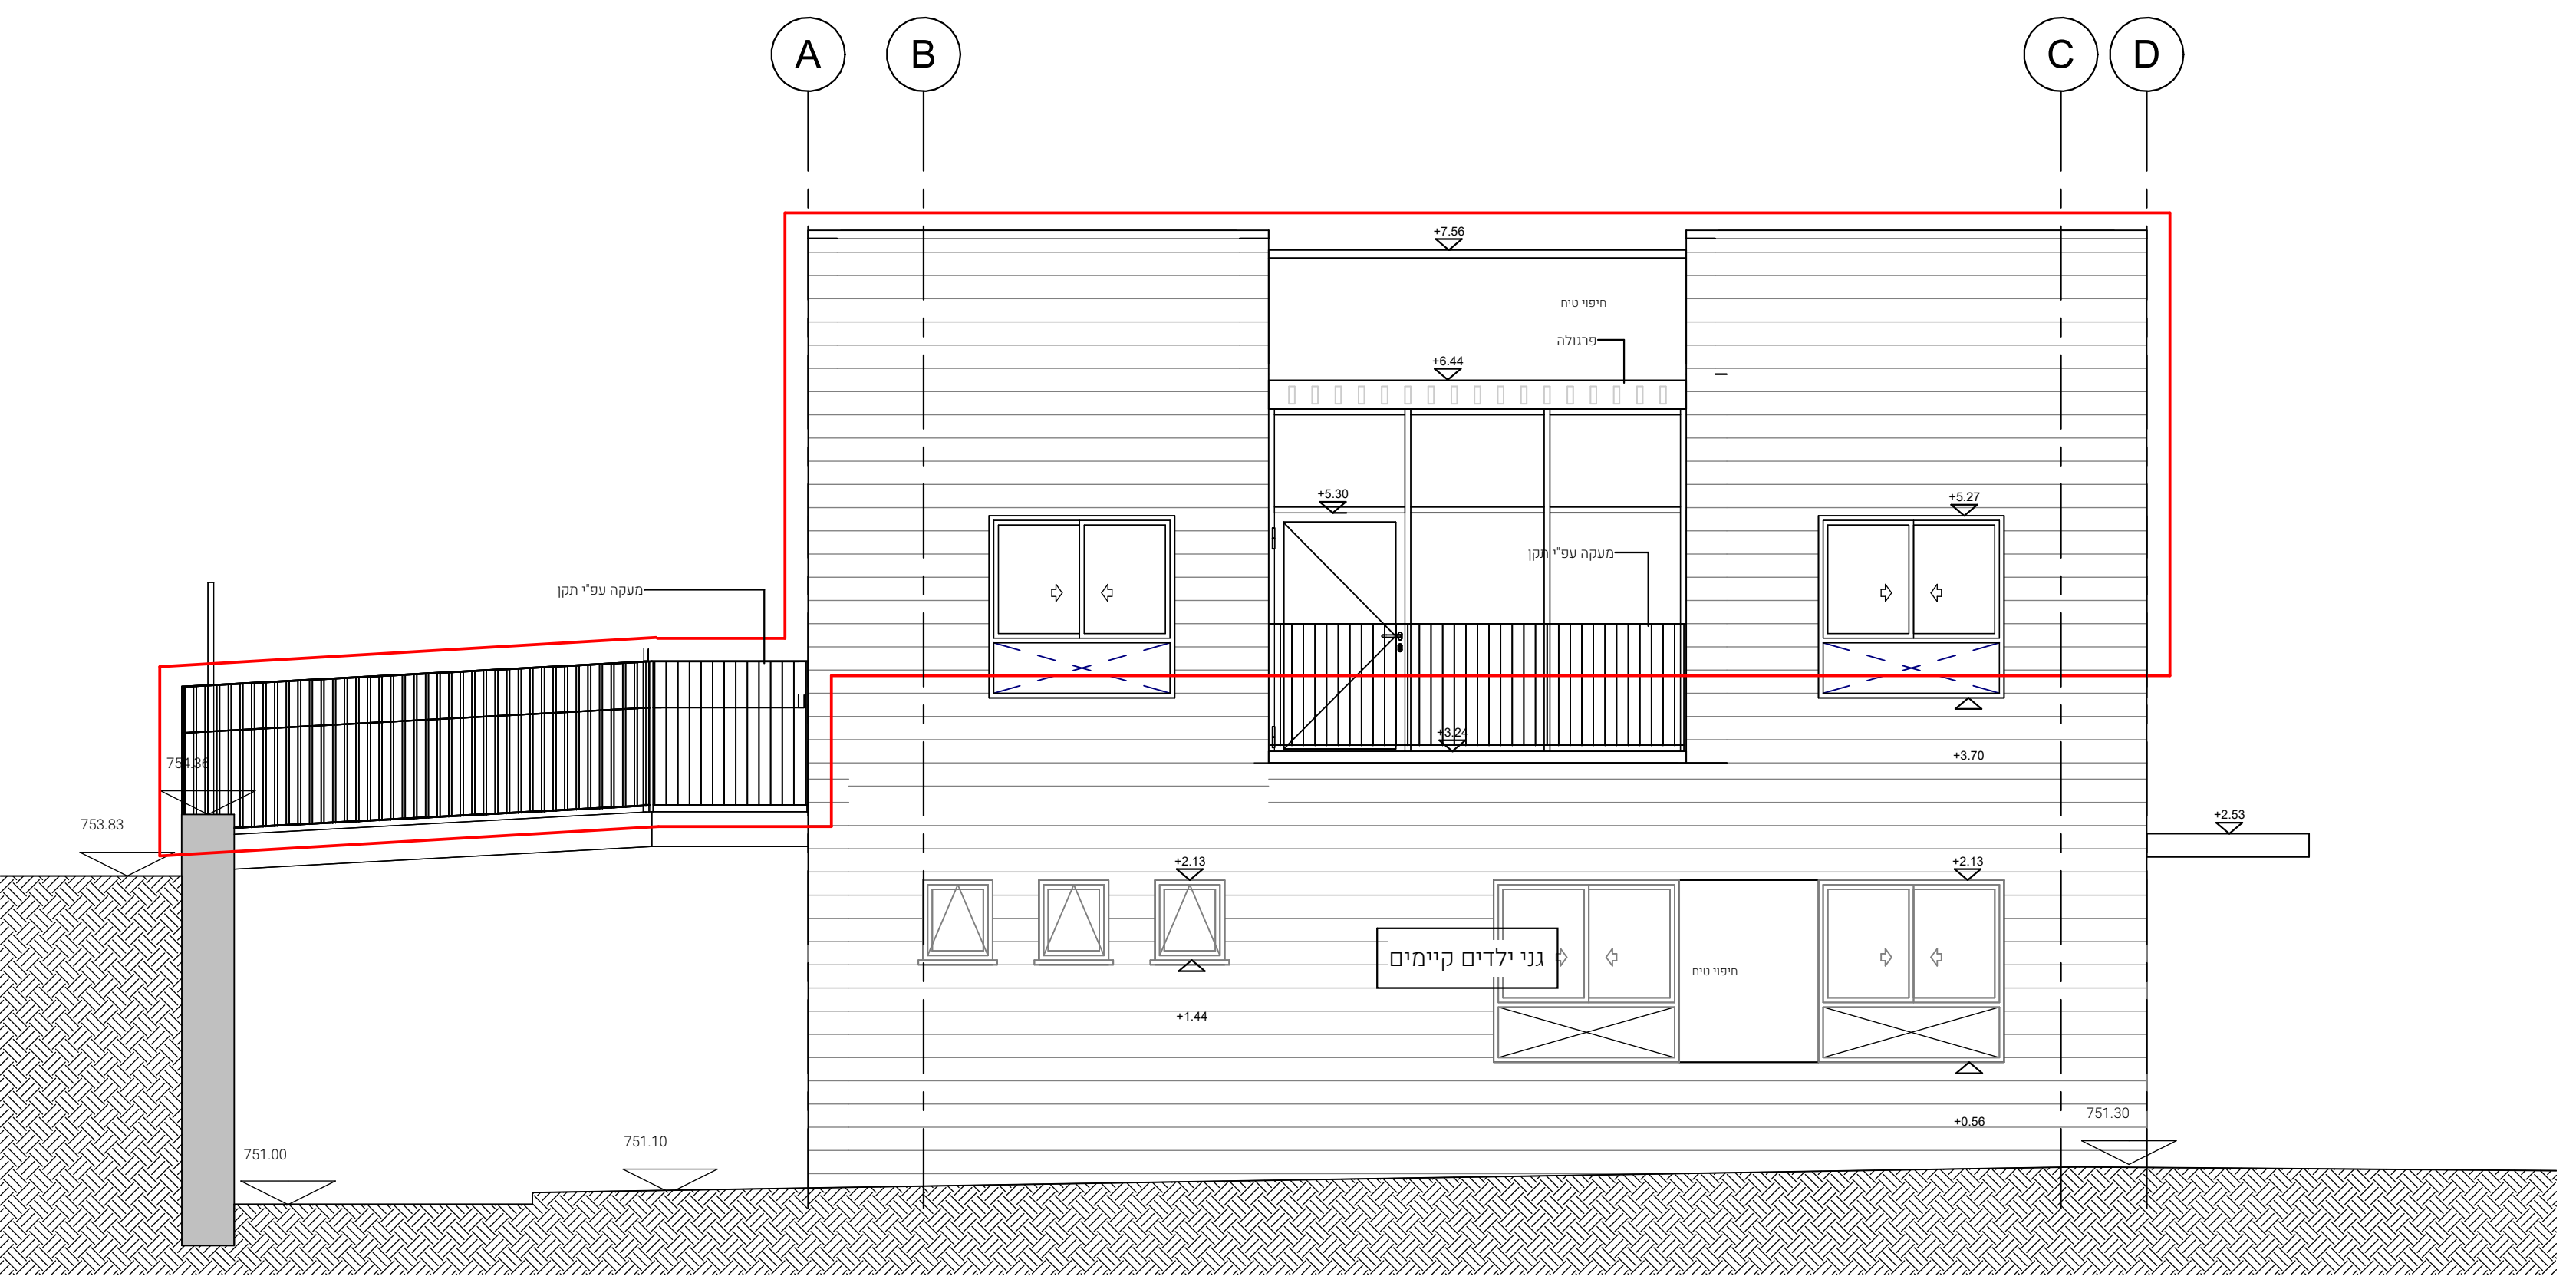 A B C D
+7.56
חיפוי טיח
פרגולה
+6.44
+5.30
+5.27
מעקה עפ"י תקן
מעקה עפ"י תקן
+3.24
+3.70
754.36
753.83
+2.53
+2.13
+2.13
גני ילדים קיימים
חיפוי טיח
+1.44
+0.56
751.30
751.10
751.00